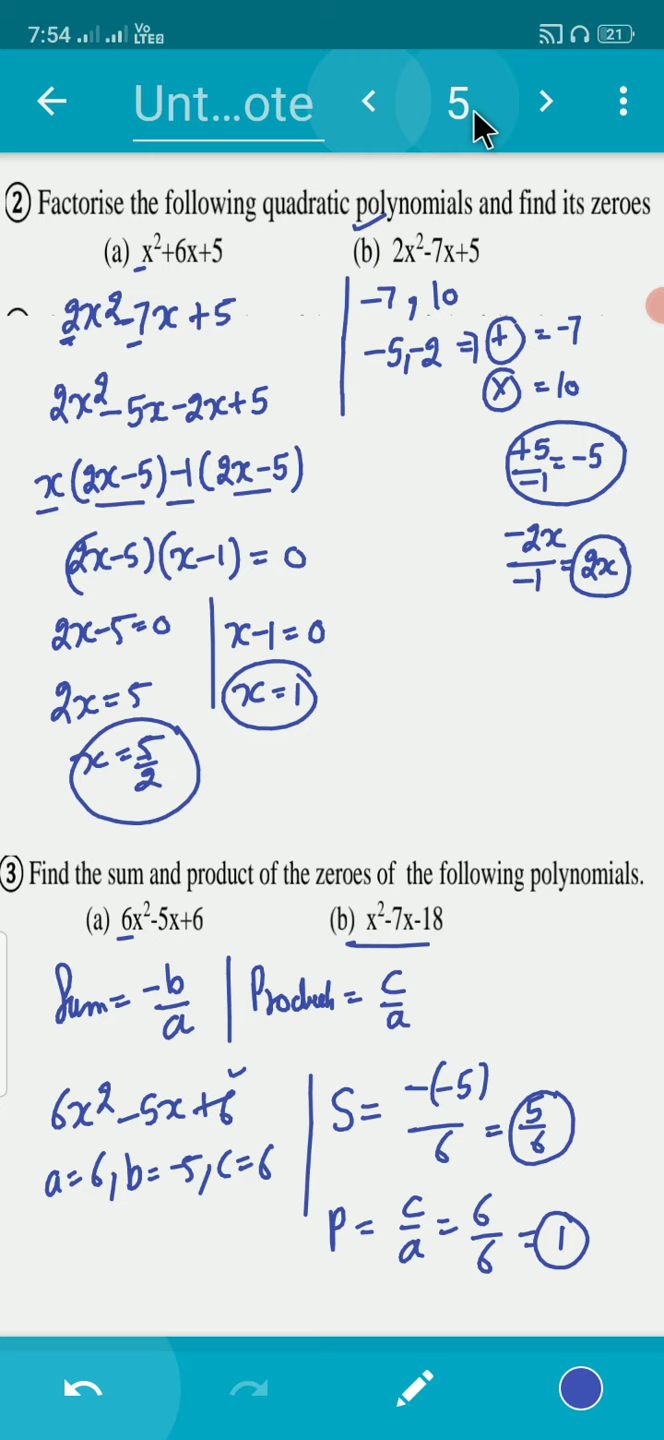 7:54 Vo LTE2 21
Unt...ote 5
② Factorise the following quadratic polynomials and find its zeroes
(a) x²+6x+5 (b) 2x²-7x+5
2x²-7x+5
-7, 10
-5,-2 ⇒ (+) = -7
(x) = 10
2x²-5x-2x+5
+5/-1 = -5
x(2x-5)-1(2x-5)
-2x/-1 = 2x
(2x-5)(x-1) = 0
2x-5=0 x-1=0
2x=5 x=1
x=5/2
③ Find the sum and product of the zeroes of the following polynomials.
(a) 6x²-5x+6 (b) x²-7x-18
Sum = -b/a Product = c/a
6x²-5x+6 S = -(-5)/6 = 5/6
a=6, b=-5, c=6
P = c/a = 6/6 = 1